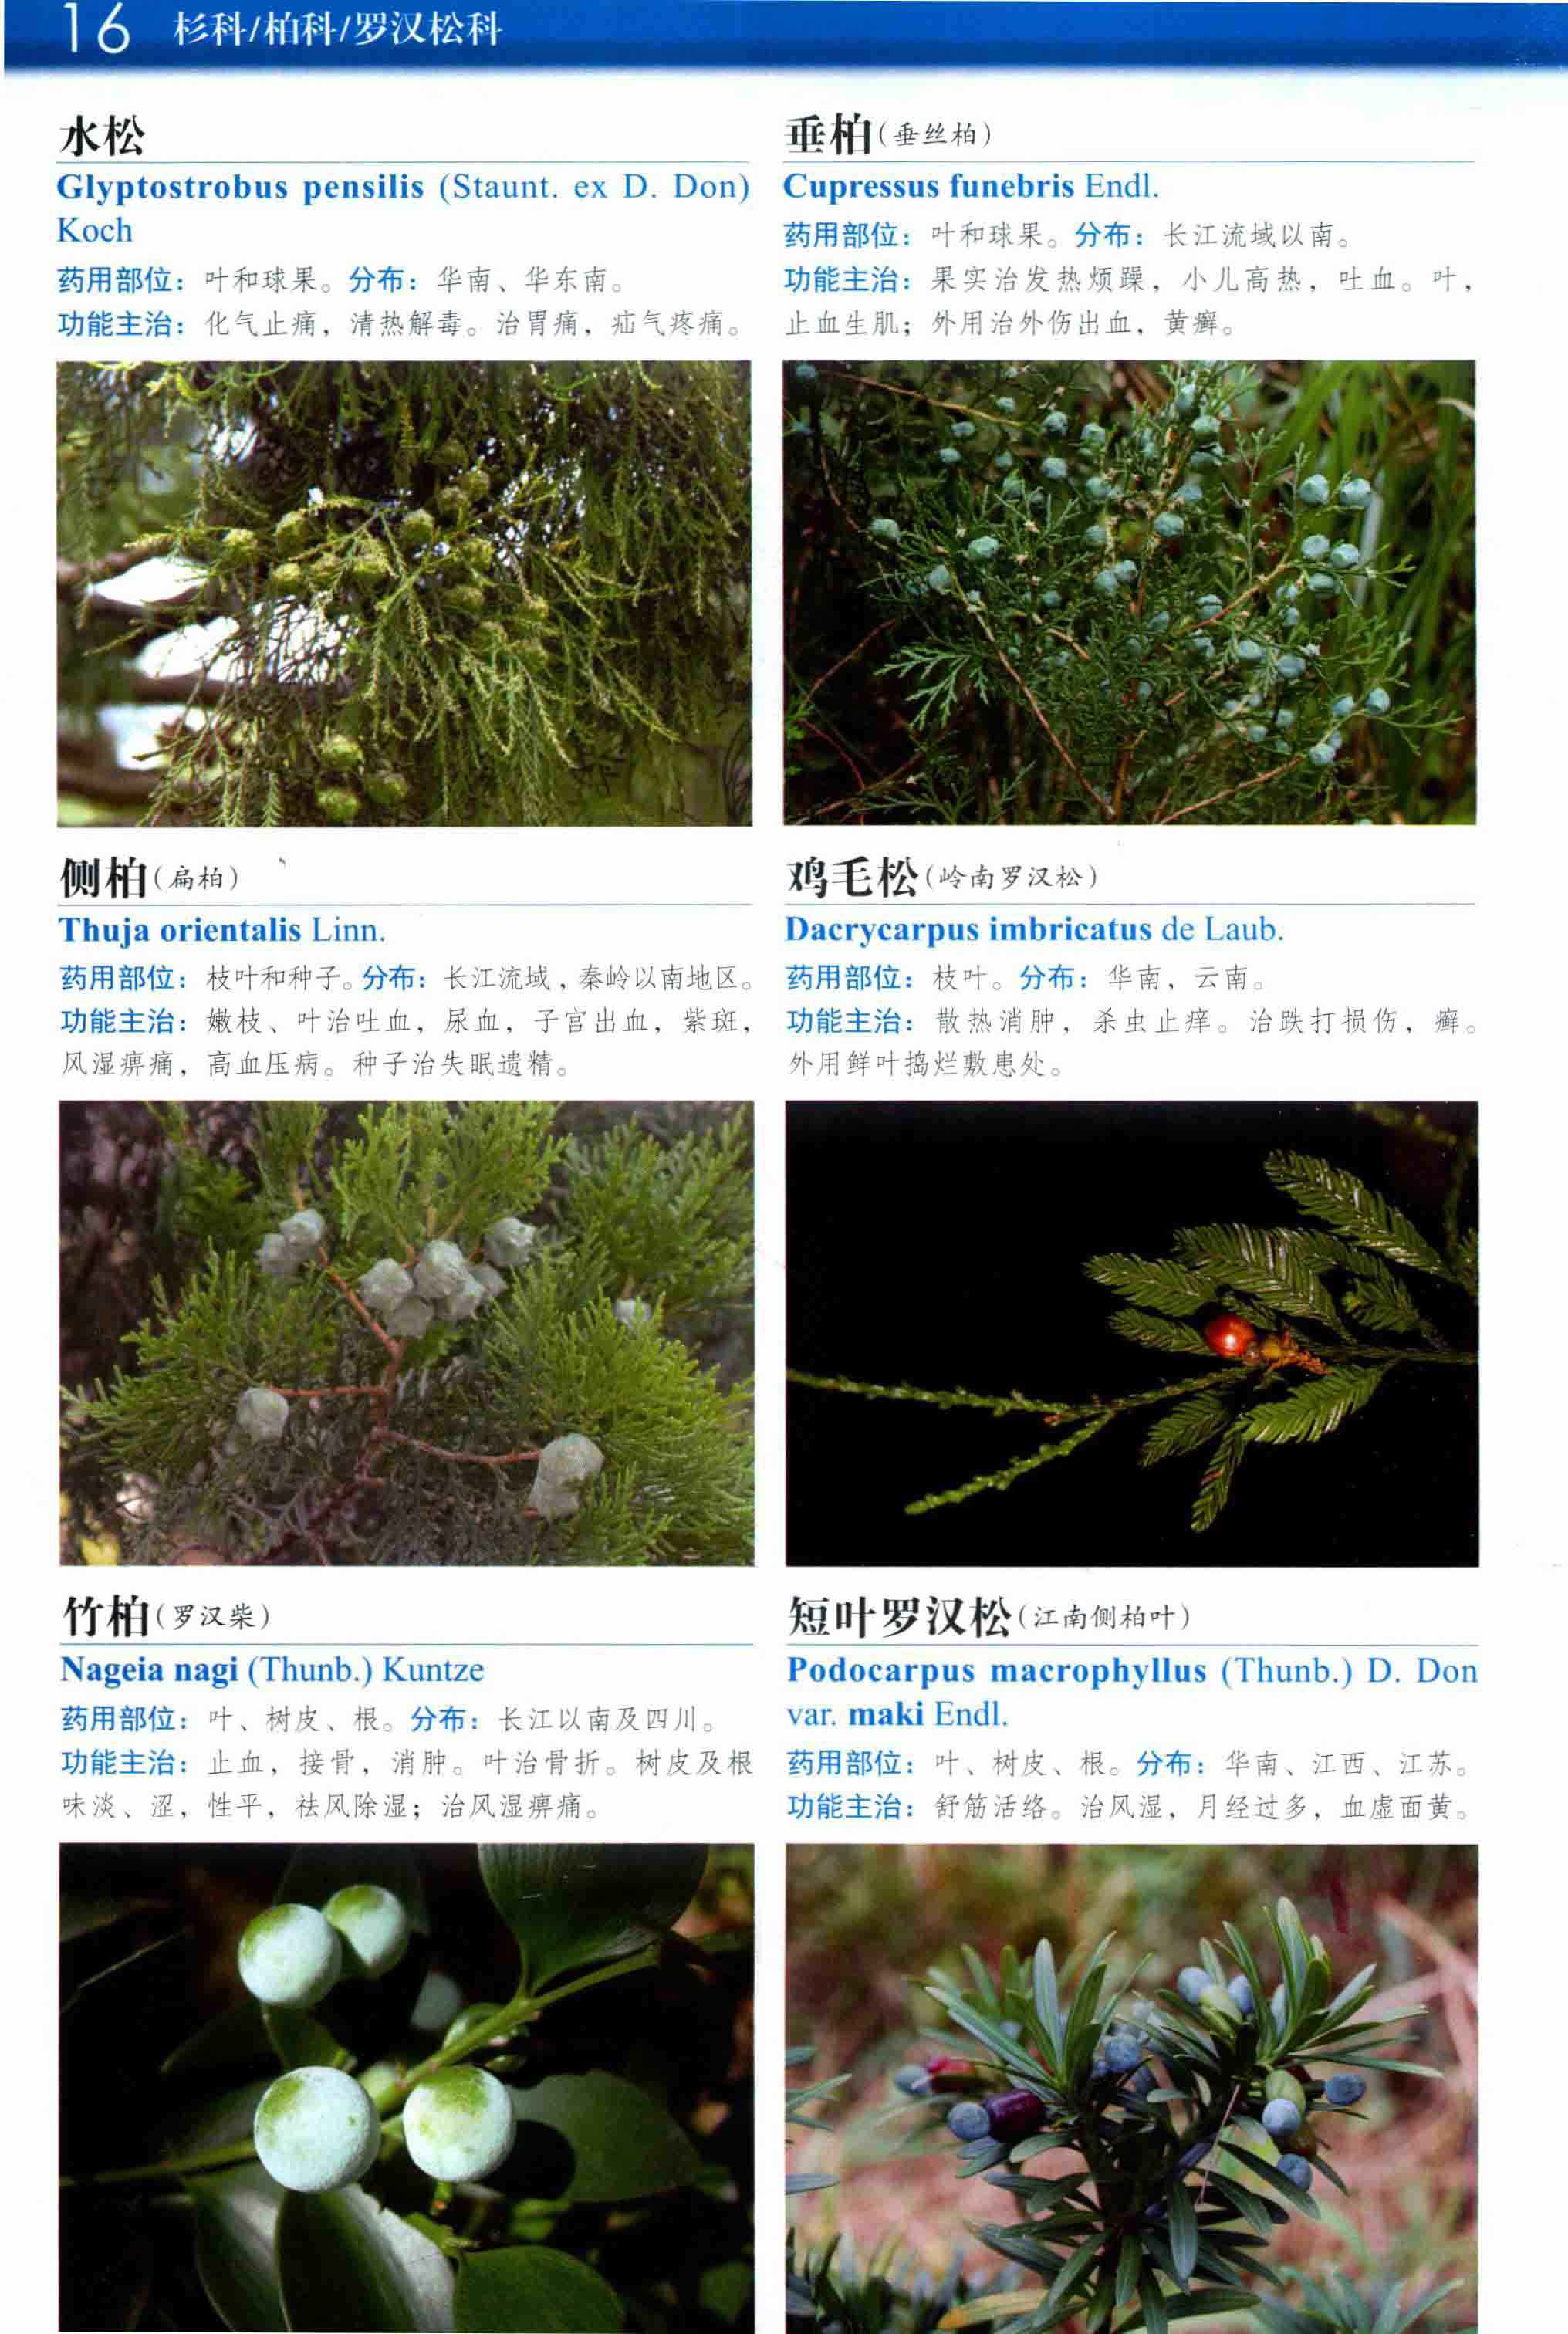 16 杉科/柏科/罗汉松科
水松
Glyptostrobus pensilis (Staunt. ex D. Don)
Koch
药用部位：叶和球果。分布：华南、华东南。
功能主治：化气止痛，清热解毒。治胃痛，疝气疼痛。
垂柏(垂丝柏)
Cupressus funebris Endl.
药用部位：叶和球果。分布：长江流域以南。
功能主治：果实治发热烦躁，小儿高热，吐血。叶，
止血生肌；外用治外伤出血，黄癣。
侧柏(扁柏)
Thuja orientalis Linn.
药用部位：枝叶和种子。分布：长江流域，秦岭以南地区。
功能主治：嫩枝、叶治吐血，尿血，子宫出血，紫斑，
风湿痹痛，高血压病。种子治失眠遗精。
鸡毛松(岭南罗汉松)
Dacrycarpus imbricatus de Laub.
药用部位：枝叶。分布：华南，云南。
功能主治：散热消肿，杀虫止痒。治跌打损伤，癣。
外用鲜叶捣烂敷患处。
竹柏(罗汉柴)
Nageia nagi (Thunb.) Kuntze
药用部位：叶、树皮、根。分布：长江以南及四川。
功能主治：止血，接骨，消肿。叶治骨折。树皮及根
味淡、涩，性平，祛风除湿；治风湿痹痛。
短叶罗汉松(江南侧柏叶)
Podocarpus macrophyllus (Thunb.) D. Don
var. maki Endl.
药用部位：叶、树皮、根。分布：华南、江西、江苏。
功能主治：舒筋活络。治风湿，月经过多，血虚面黄。